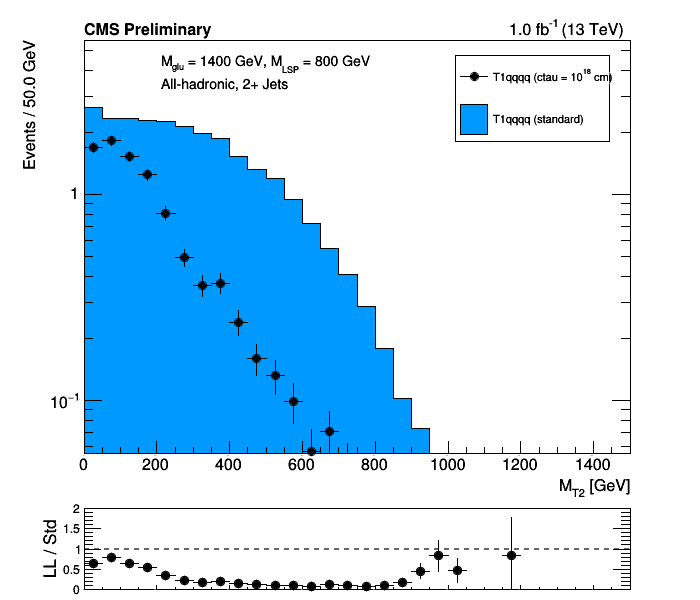 CMS Preliminary 1.0 fb⁻¹ (13 TeV)
M_glu = 1400 GeV, M_LSP = 800 GeV
All-hadronic, 2+ Jets
T1qqqq (ctau = 10¹⁸ cm)
T1qqqq (standard)
Events / 50.0 GeV
1
10⁻¹
0 200 400 600 800 1000 1200 1400
M_T2 [GeV]
LL / Std
2
1.5
1
0.5
0